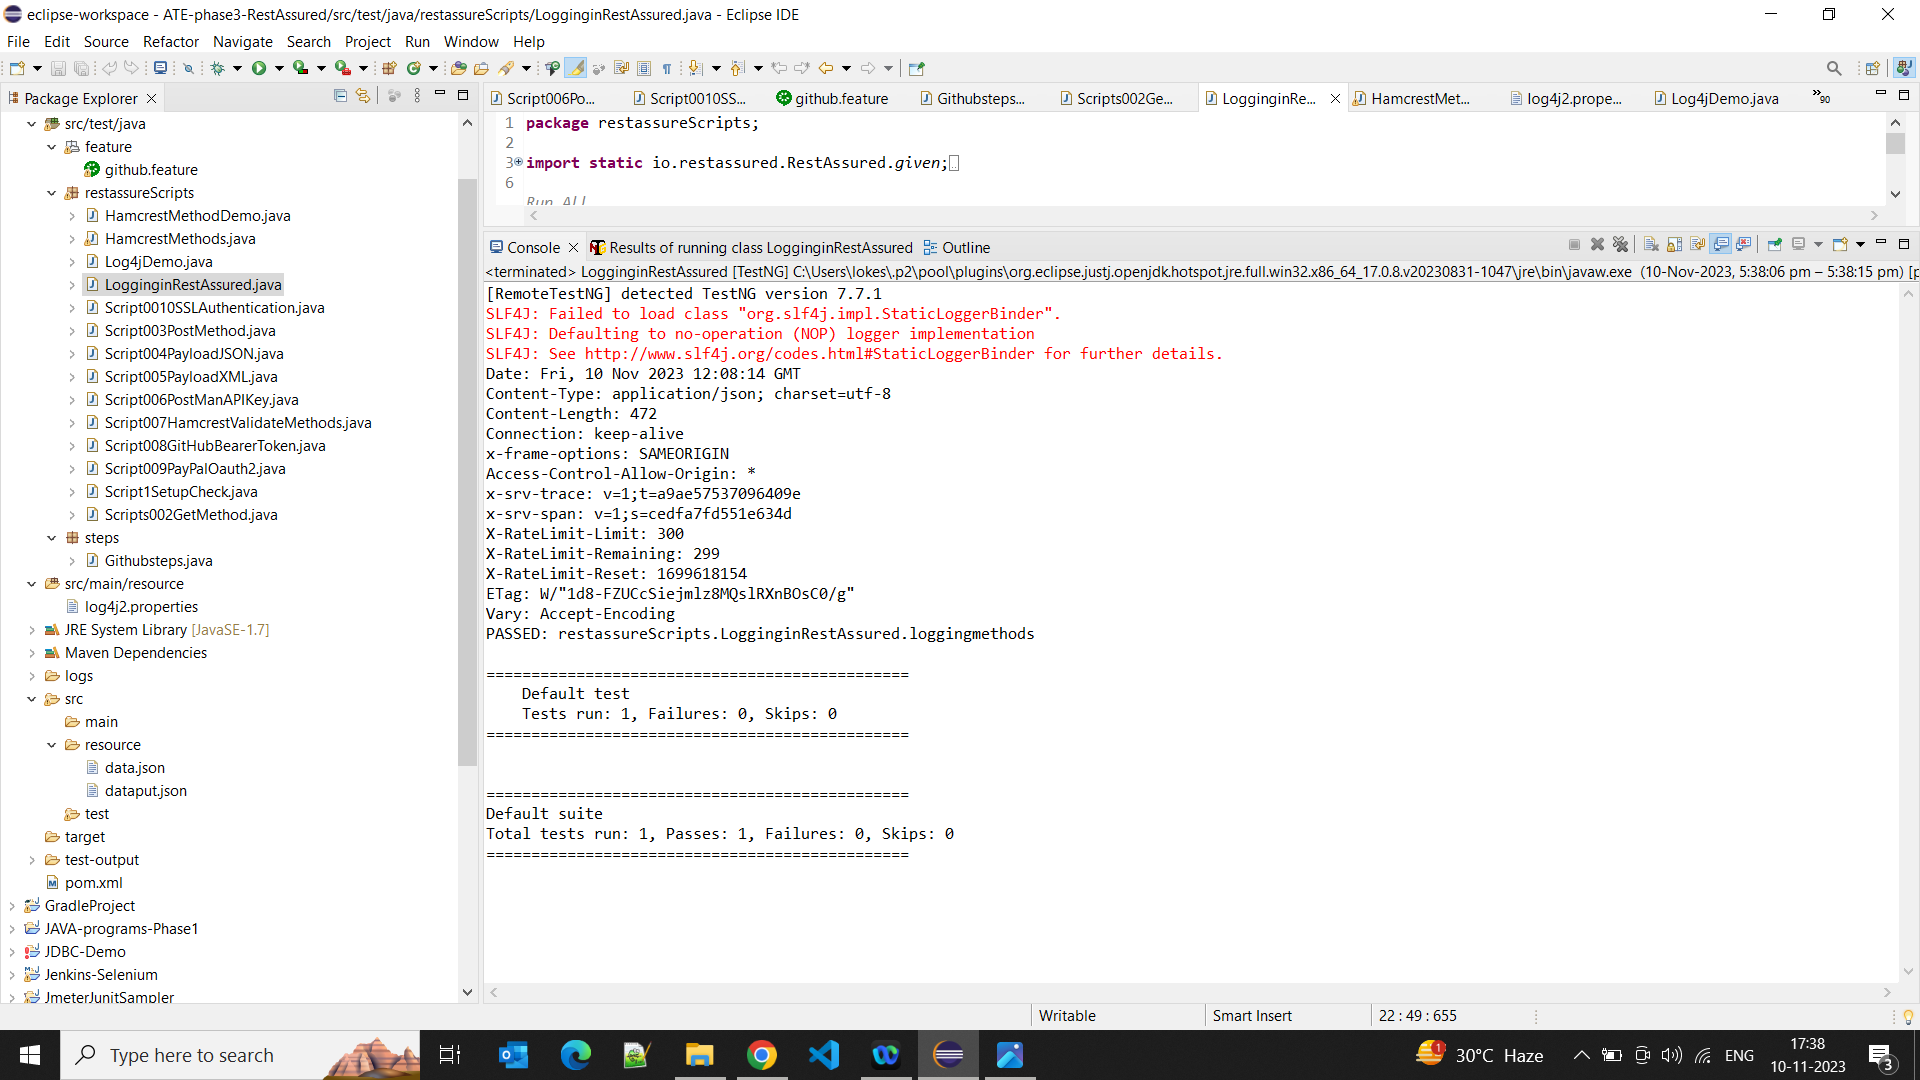 eclipse-workspace - ATE-phase3-RestAssured/src/test/java/restassureScripts/LogginginRestAssured.java - Eclipse IDE
File Edit Source Refactor Navigate Search Project Run Window Help
Package Explorer
src/test/java
feature
github.feature
restassureScripts
HamcrestMethodDemo.java
HamcrestMethods.java
Log4jDemo.java
LogginginRestAssured.java
Script0010SSLAuthentication.java
Script003PostMethod.java
Script004PayloadJSON.java
Script005PayloadXML.java
Script006PostManAPIKey.java
Script007HamcrestValidateMethods.java
Script008GitHubBearerToken.java
Script009PayPalOauth2.java
Script1SetupCheck.java
Scripts002GetMethod.java
steps
Githubsteps.java
src/main/resource
log4j2.properties
JRE System Library [JavaSE-1.7]
Maven Dependencies
logs
src
main
resource
data.json
dataput.json
test
target
test-output
pom.xml
GradleProject
JAVA-programs-Phase1
JDBC-Demo
Jenkins-Selenium
JmeterJunitSampler
Script006Po... Script0010SS... github.feature Githubsteps... Scripts002Ge... LogginginRe... HamcrestMet... log4j2.prope... Log4jDemo.java »90
1 package restassureScripts;
2
3 import static io.restassured.RestAssured.given;
6
Run All
Console Results of running class LogginginRestAssured Outline
<terminated> LogginginRestAssured [TestNG] C:\Users\lokes\.p2\pool\plugins\org.eclipse.justj.openjdk.hotspot.jre.full.win32.x86_64_17.0.8.v20230831-1047\jre\bin\javaw.exe (10-Nov-2023, 5:38:06 pm – 5:38:15 pm) [p
[RemoteTestNG] detected TestNG version 7.7.1
SLF4J: Failed to load class "org.slf4j.impl.StaticLoggerBinder".
SLF4J: Defaulting to no-operation (NOP) logger implementation
SLF4J: See http://www.slf4j.org/codes.html#StaticLoggerBinder for further details.
Date: Fri, 10 Nov 2023 12:08:14 GMT
Content-Type: application/json; charset=utf-8
Content-Length: 472
Connection: keep-alive
x-frame-options: SAMEORIGIN
Access-Control-Allow-Origin: *
x-srv-trace: v=1;t=a9ae57537096409e
x-srv-span: v=1;s=cedfa7fd551e634d
X-RateLimit-Limit: 300
X-RateLimit-Remaining: 299
X-RateLimit-Reset: 1699618154
ETag: W/"1d8-FZUCcSiejmlz8MQslRXnBOsC0/g"
Vary: Accept-Encoding
PASSED: restassureScripts.LogginginRestAssured.loggingmethods
===============================================
Default test
Tests run: 1, Failures: 0, Skips: 0
===============================================
===============================================
Default suite
Total tests run: 1, Passes: 1, Failures: 0, Skips: 0
===============================================
Writable Smart Insert 22 : 49 : 655
Type here to search
1
30°C Haze
ENG
17:38
10-11-2023
3